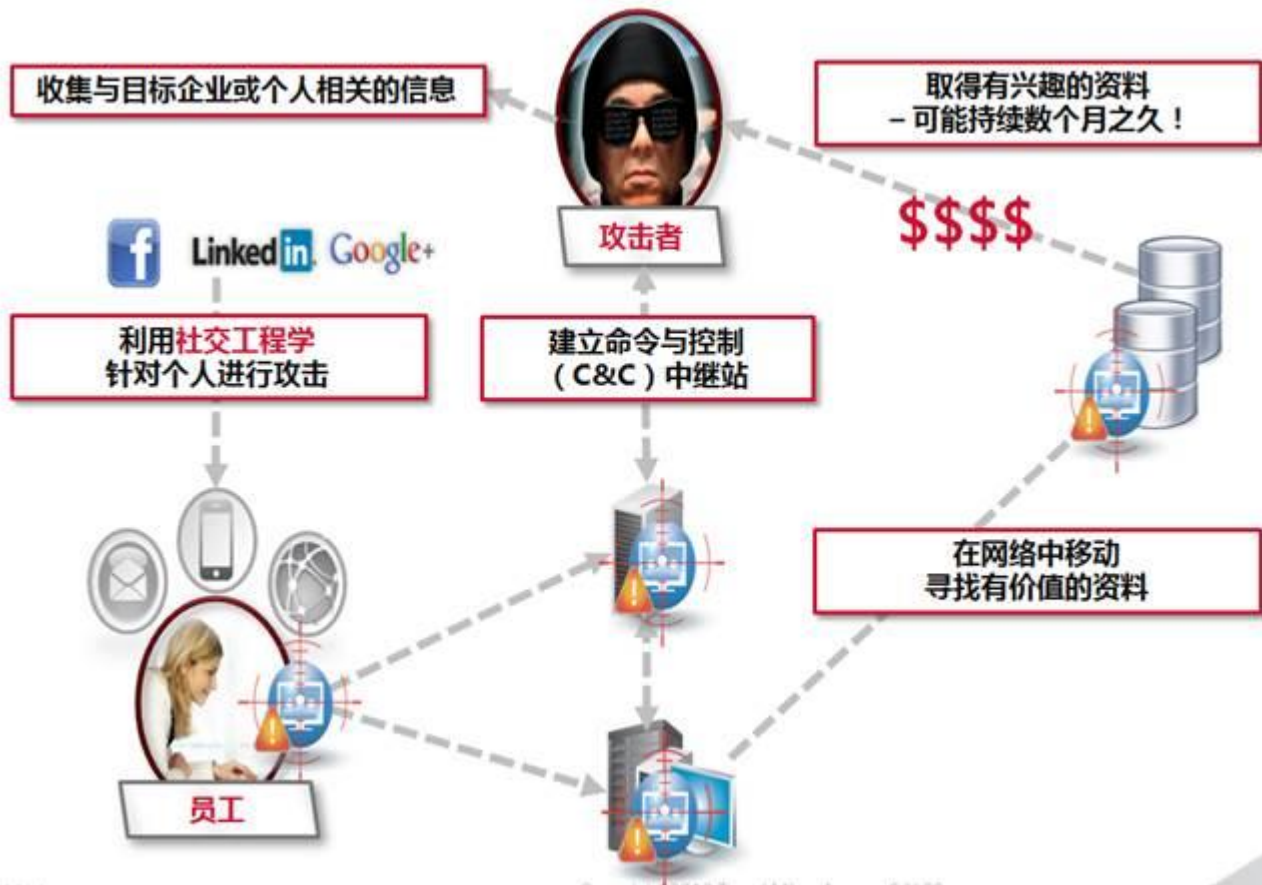 收集与目标企业或个人相关的信息
取得有兴趣的资料
– 可能持续数个月之久！
攻击者
$$$$
f LinkedIn Google+
利用社交工程学
针对个人进行攻击
建立命令与控制
（C&C）中继站
在网络中移动
寻找有价值的资料
员工